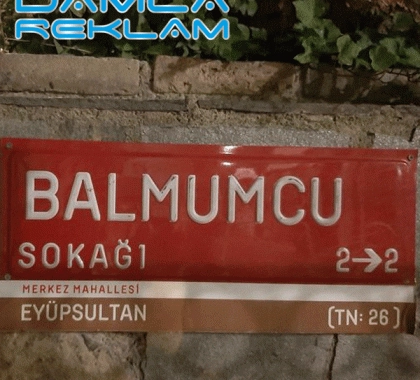 DAMLA
REKLAM
BALMUMCU
SOKAĞI 2→2
MERKEZ MAHALLESİ
EYÜPSULTAN (TN: 26)